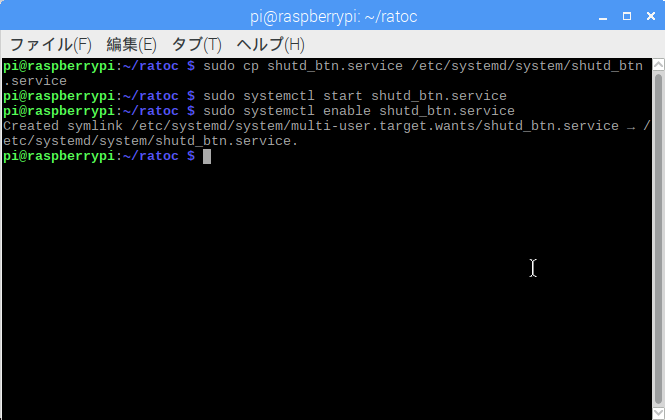 pi@raspberrypi: ~/ratoc
ファイル(F) 編集(E) タブ(T) ヘルプ(H)
pi@raspberrypi:~/ratoc $ sudo cp shutd_btn.service /etc/systemd/system/shutd_btn
.service
pi@raspberrypi:~/ratoc $ sudo systemctl start shutd_btn.service
pi@raspberrypi:~/ratoc $ sudo systemctl enable shutd_btn.service
Created symlink /etc/systemd/system/multi-user.target.wants/shutd_btn.service → /
etc/systemd/system/shutd_btn.service.
pi@raspberrypi:~/ratoc $